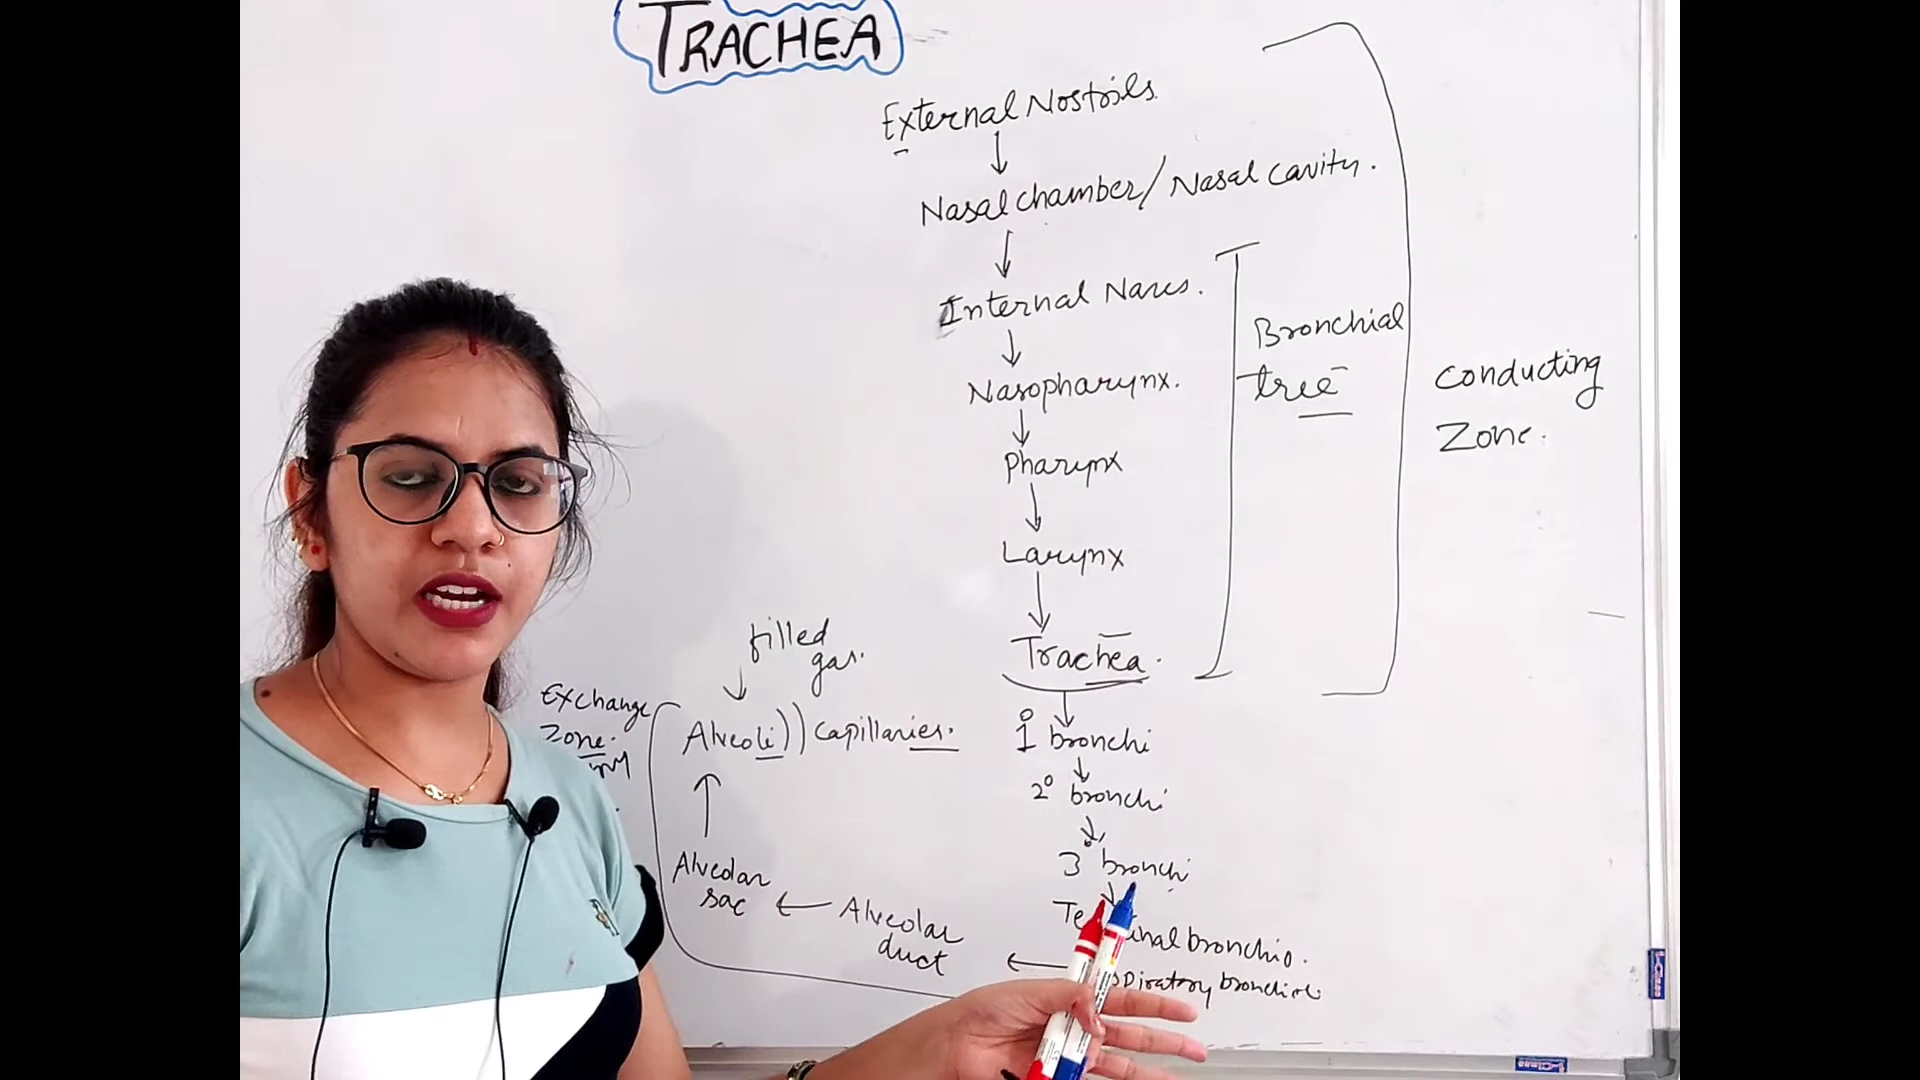 TRACHEA
External Nostrils.
Nasal chamber/Nasal cavity.
Internal Nares.
Nasopharynx.
Pharynx
Larynx
Trachea.
1° bronchi
2° bronchi
3° bronchi
bronchio.
Bronchial
tree
Conducting
Zone.
filled
gas.
Exchange
Zone.
Alveoli)) Capillaries.
Alveolar
sac
Alveolar
duct